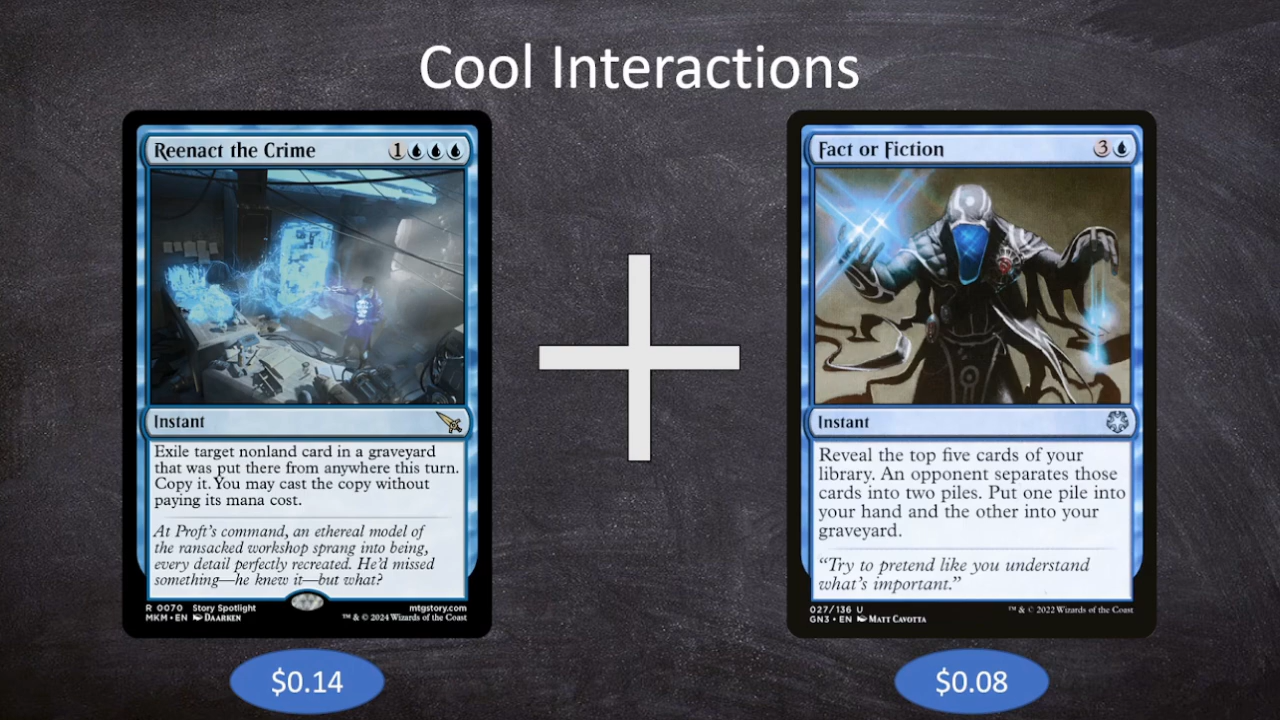 Cool Interactions
Reenact the Crime 1
Instant
Exile target nonland card in a graveyard
that was put there from anywhere this turn.
Copy it. You may cast the copy without
paying its mana cost.
At Proft's command, an ethereal model of
the ransacked workshop sprang into being,
every detail perfectly recreated. He'd missed
something—he knew it—but what?
R 0070 Story Spotlight
MKM • EN DAARKEN
mtgstory.com
™ & © 2024 Wizards of the Coast
$0.14
Fact or Fiction 3
Instant
Reveal the top five cards of your
library. An opponent separates those
cards into two piles. Put one pile into
your hand and the other into your
graveyard.
"Try to pretend like you understand
what's important."
027/136 U
GN3 • EN MATT CAVOTTA
™ & © 2022 Wizards of the Coast
$0.08